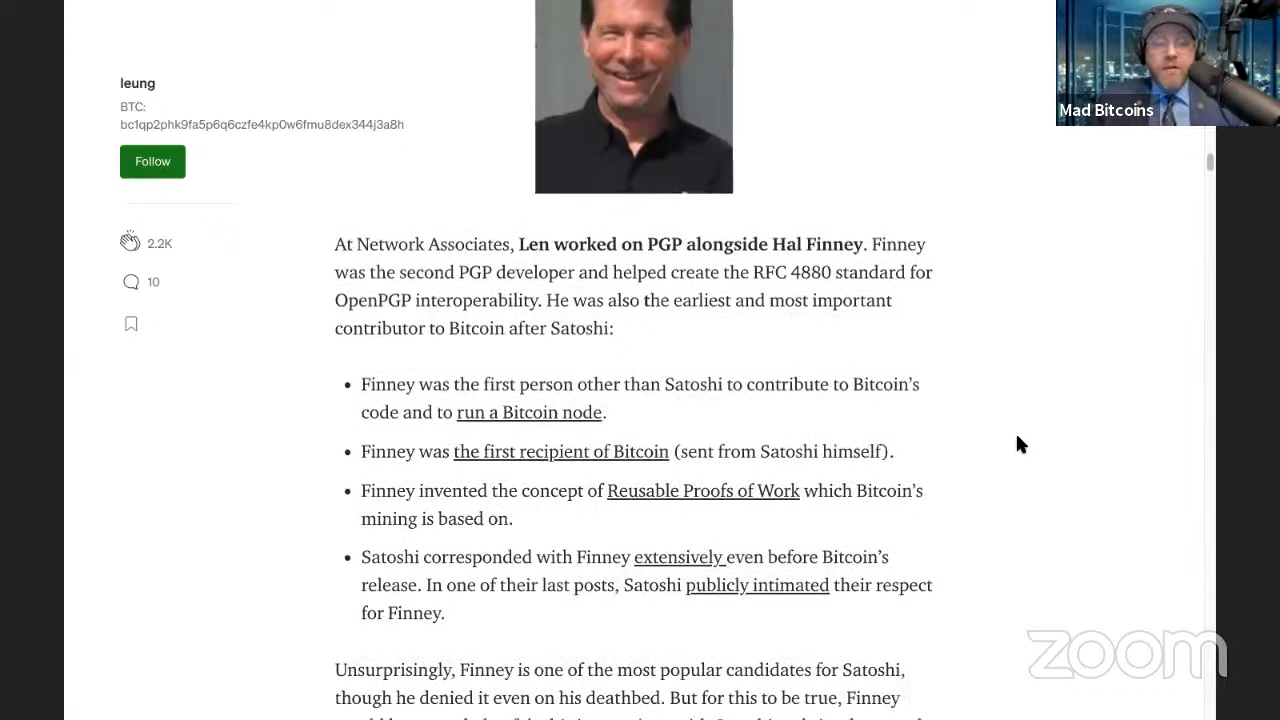 leung
BTC:
bc1qp2phk9fa5p6q6czfe4kp0w6fmu8dex344j3a8h
Follow
2.2K
10
Mad Bitcoins
At Network Associates, Len worked on PGP alongside Hal Finney. Finney
was the second PGP developer and helped create the RFC 4880 standard for
OpenPGP interoperability. He was also the earliest and most important
contributor to Bitcoin after Satoshi:
• Finney was the first person other than Satoshi to contribute to Bitcoin’s
code and to run a Bitcoin node.
• Finney was the first recipient of Bitcoin (sent from Satoshi himself).
• Finney invented the concept of Reusable Proofs of Work which Bitcoin’s
mining is based on.
• Satoshi corresponded with Finney extensively even before Bitcoin’s
release. In one of their last posts, Satoshi publicly intimated their respect
for Finney.
Unsurprisingly, Finney is one of the most popular candidates for Satoshi,
though he denied it even on his deathbed. But for this to be true, Finney
zoom